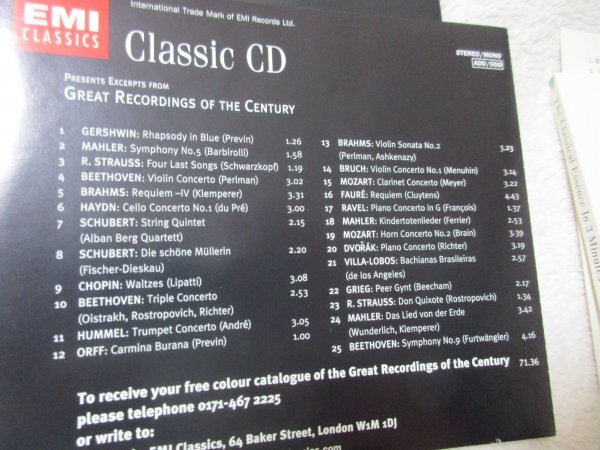 EMI
CLASSICS
International Trade Mark of EMI Records Ltd.
Classic CD
STEREO/MONO
ADD/DDD
PRESENTS EXCERPTS FROM
GREAT RECORDINGS OF THE CENTURY
1 GERSHWIN: Rhapsody in Blue (Previn) 1.26
2 MAHLER: Symphony No.5 (Barbirolli) 1.58
3 R. STRAUSS: Four Last Songs (Schwarzkopf) 1.19
4 BEETHOVEN: Violin Concerto (Perlman) 3.02
5 BRAHMS: Requiem –IV (Klemperer) 3.31
6 HAYDN: Cello Concerto No.1 (du Pré) 3.00
7 SCHUBERT: String Quintet 2.15
(Alban Berg Quartett)
8 SCHUBERT: Die schöne Müllerin 2.20
(Fischer-Dieskau)
9 CHOPIN: Waltzes (Lipatti) 3.08
10 BEETHOVEN: Triple Concerto 2.53
(Oistrakh, Rostropovich, Richter)
11 HUMMEL: Trumpet Concerto (André) 3.05
12 ORFF: Carmina Burana (Previn) 1.00
13 BRAHMS: Violin Sonata No.2 3.23
(Perlman, Ashkenazy)
14 BRUCH: Violin Concerto No.1 (Menuhin) 3.14
15 MOZART: Clarinet Concerto (Meyer) 3.22
16 FAURÉ: Requiem (Cluytens) 4.43
17 RAVEL: Piano Concerto in G (François) 1.37
18 MAHLER: Kindertotenlieder (Ferrier) 2.53
19 MOZART: Horn Concerto No.2 (Brain) 3.39
20 DVOŘÁK: Piano Concerto (Richter) 3.19
21 VILLA-LOBOS: Bachianas Brasileiras 2.57
(de los Angeles)
22 GRIEG: Peer Gynt (Beecham) 2.17
23 R. STRAUSS: Don Quixote (Rostropovich) 1.34
24 MAHLER: Das Lied von der Erde 3.42
(Wunderlich, Klemperer)
25 BEETHOVEN: Symphony No.9 (Furtwängler) 4.16
71.36
To receive your free colour catalogue of the Great Recordings of the Century
please telephone 0171-467 2225
or write to:
EMI Classics, 64 Baker Street, London W1M 1DJ
The Classical Essence In 3 Minutes